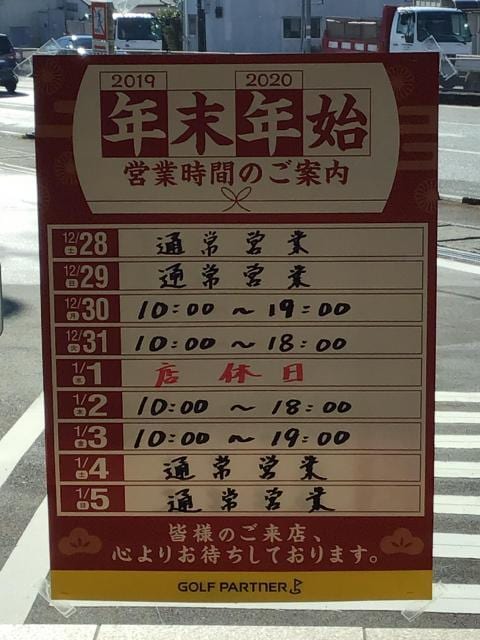 2019 2020
年末年始
営業時間のご案内
12/28 土 通常営業
12/29 日 通常営業
12/30 月 10:00 ~ 19:00
12/31 火 10:00 ~ 18:00
1/1 水 店休日
1/2 木 10:00 ~ 18:00
1/3 金 10:00 ~ 19:00
1/4 土 通常営業
1/5 日 通常営業
皆様のご来店、
心よりお待ちしております。
GOLF PARTNER